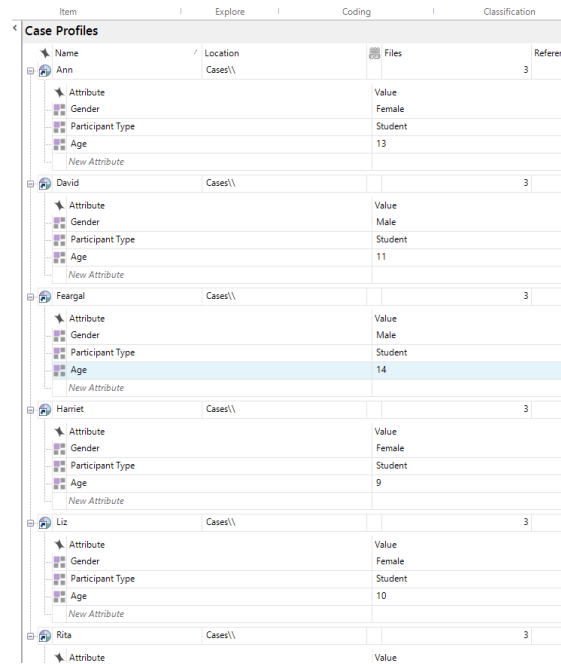 Item Explore Coding Classification
Case Profiles
Name Location Files
Ann Cases\\ 3
Attribute Value
Gender Female
Participant Type Student
Age 13
New Attribute
David Cases\\ 3
Attribute Value
Gender Male
Participant Type Student
Age 11
New Attribute
Feargal Cases\\ 3
Attribute Value
Gender Male
Participant Type Student
Age 14
New Attribute
Harriet Cases\\ 3
Attribute Value
Gender Female
Participant Type Student
Age 9
New Attribute
Liz Cases\\ 3
Attribute Value
Gender Female
Participant Type Student
Age 10
New Attribute
Rita Cases\\ 3
Attribute Value